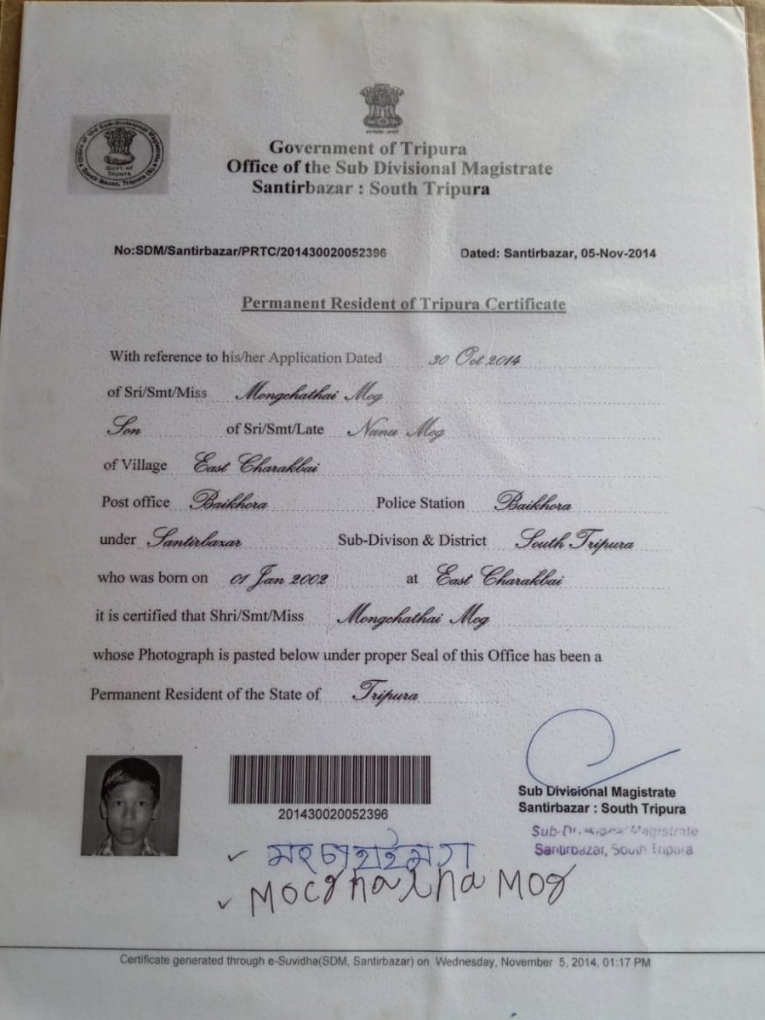 Government of Tripura
Office of the Sub Divisional Magistrate
Santirbazar : South Tripura
No:SDM/Santirbazar/PRTC/201430020052396 Dated: Santirbazar, 05-Nov-2014
Permanent Resident of Tripura Certificate
With reference to his/her Application Dated 30 Oct 2014
of Sri/Smt/Miss Mongchathai Mog
Son of Sri/Smt/Late Nanu Mog
of Village East Charakbai
Post office Baikhora Police Station Baikhora
under Santirbazar Sub-Divison & District South Tripura
who was born on 01 Jan 2002 at East Charakbai
it is certified that Shri/Smt/Miss Mongchathai Mog
whose Photograph is pasted below under proper Seal of this Office has been a
Permanent Resident of the State of Tripura
201430020052396
Sub Divisional Magistrate
Santirbazar : South Tripura
Sub-Divisional Magistrate
Santirbazar, South Tripura
Mog
Certificate generated through e-Suvidha(SDM, Santirbazar) on Wednesday, November 5, 2014, 01:17 PM